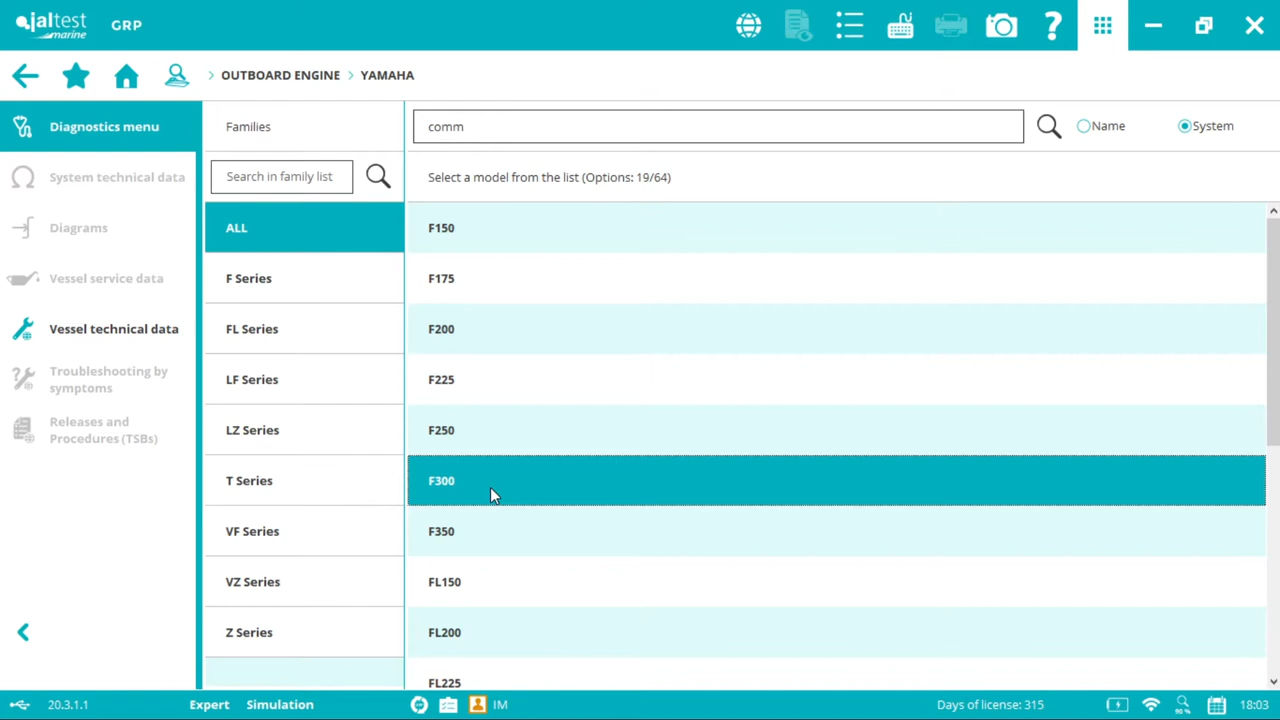 jaltest
marine
GRP
OUTBOARD ENGINE > YAMAHA
Diagnostics menu
System technical data
Diagrams
Vessel service data
Vessel technical data
Troubleshooting by
symptoms
Releases and
Procedures (TSBs)
Families
Search in family list
ALL
F Series
FL Series
LF Series
LZ Series
T Series
VF Series
VZ Series
Z Series
comm
Name
System
Select a model from the list (Options: 19/64)
F150
F175
F200
F225
F250
F300
F350
FL150
FL200
FL225
20.3.1.1
Expert
Simulation
IM
Days of license: 315
90 %
18:03